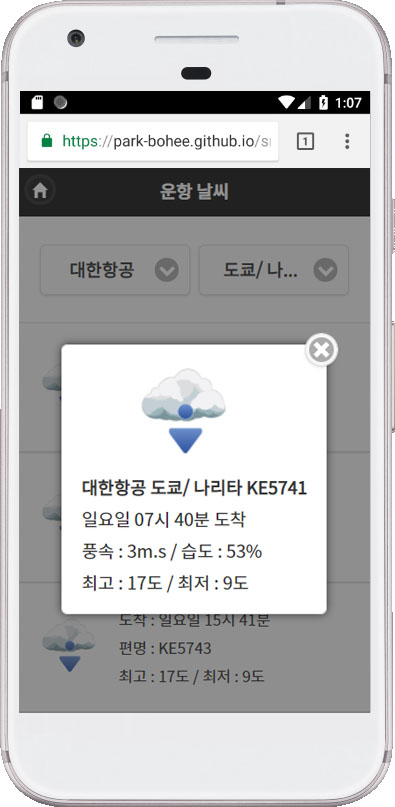 1:07
https://park-bohee.github.io/s
1
운항 날씨
대한항공
도쿄/ 나...
대한항공 도쿄/ 나리타 KE5741
일요일 07시 40분 도착
풍속 : 3m.s / 습도 : 53%
최고 : 17도 / 최저 : 9도
도착 : 일요일 15시 41분
편명 : KE5743
최고 : 17도 / 최저 : 9도